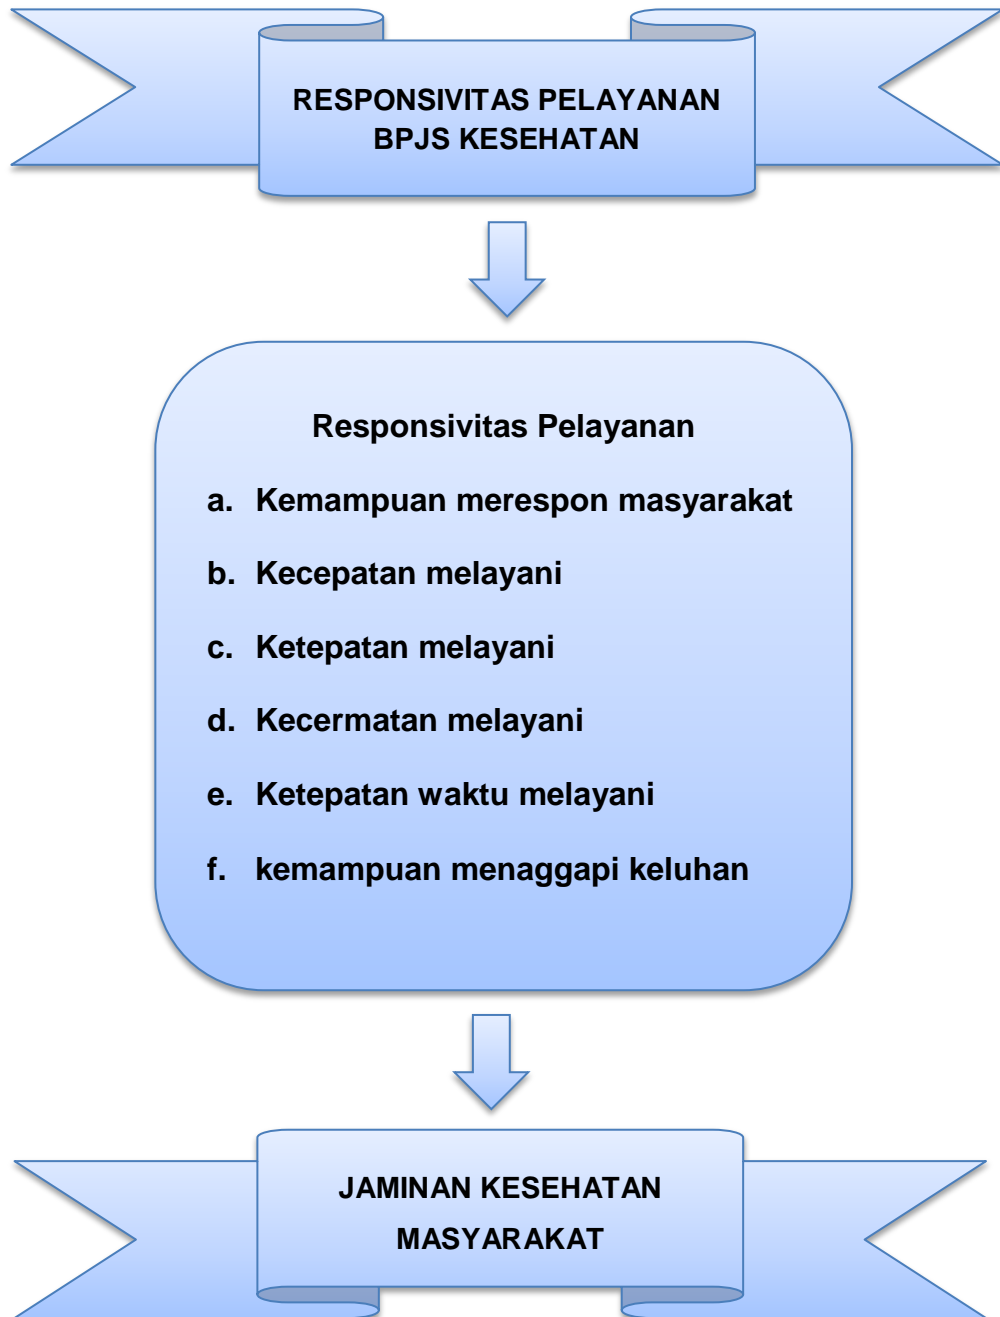 RESPONSIVITAS PELAYANAN
BPJS KESEHATAN
Responsivitas Pelayanan
a. Kemampuan merespon masyarakat
b. Kecepatan melayani
c. Ketepatan melayani
d. Kecermatan melayani
e. Ketepatan waktu melayani
f. kemampuan menaggapi keluhan
JAMINAN KESEHATAN
MASYARAKAT